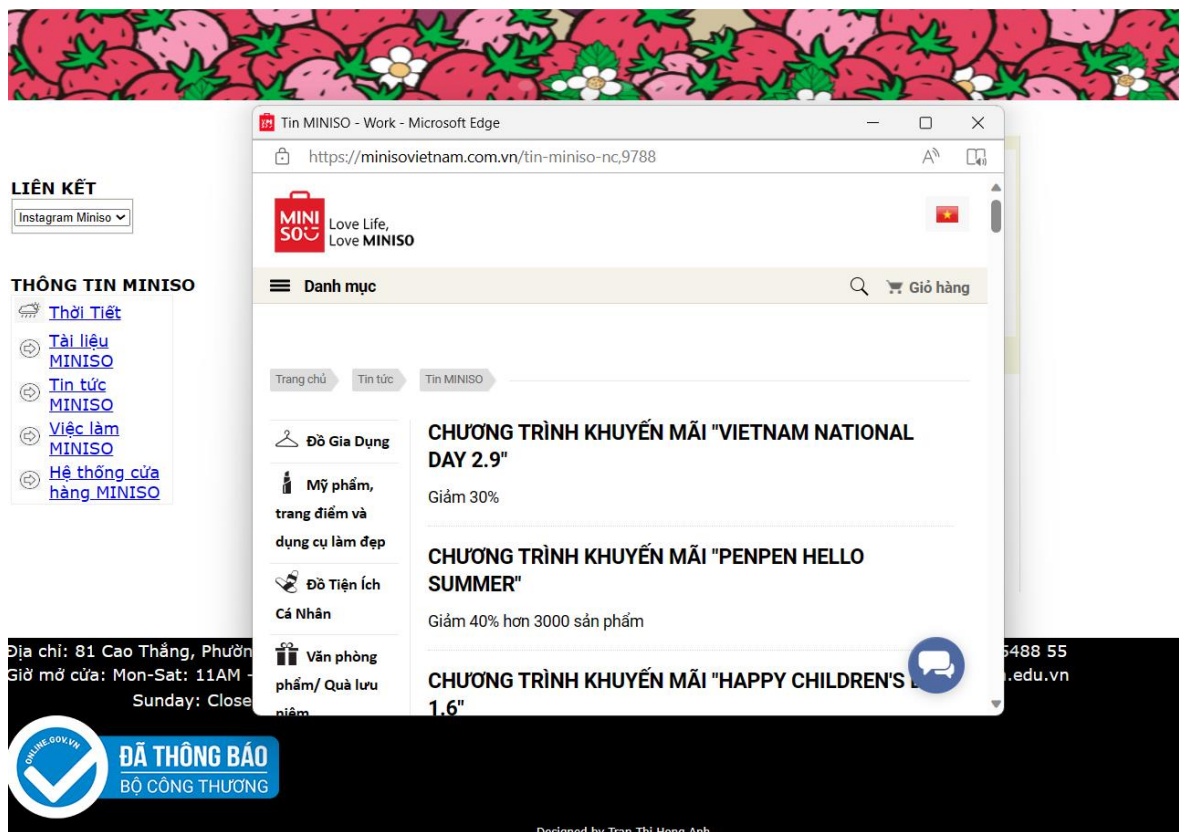 Tin MINISO - Work - Microsoft Edge
https://minisovietnam.com.vn/tin-miniso-nc,9788
MINI
SO
Love Life,
Love MINISO
Danh mục
Giỏ hàng
Trang chủ
Tin tức
Tin MINISO
Đồ Gia Dụng
Mỹ phẩm,
trang điểm và
dụng cụ làm đẹp
Đồ Tiện Ích
Cá Nhân
Văn phòng
phẩm/ Quà lưu
niệm
CHƯƠNG TRÌNH KHUYẾN MÃI "VIETNAM NATIONAL
DAY 2.9"
Giảm 30%
CHƯƠNG TRÌNH KHUYẾN MÃI "PENPEN HELLO
SUMMER"
Giảm 40% hơn 3000 sản phẩm
CHƯƠNG TRÌNH KHUYẾN MÃI "HAPPY CHILDREN'S
1.6"
LIÊN KẾT
Instagram Miniso
THÔNG TIN MINISO
Thời Tiết
Tài liệu
MINISO
Tin tức
MINISO
Việc làm
MINISO
Hệ thống cửa
hàng MINISO
Địa chỉ: 81 Cao Thắng,
5488 55
Giờ mở cửa: Mon-Sat: 11AM -
.edu.vn
Sunday: Close
ONLINE.GOV.VN
ĐÃ THÔNG BÁO
BỘ CÔNG THƯƠNG
Designed by Tran Thi Hong Anh